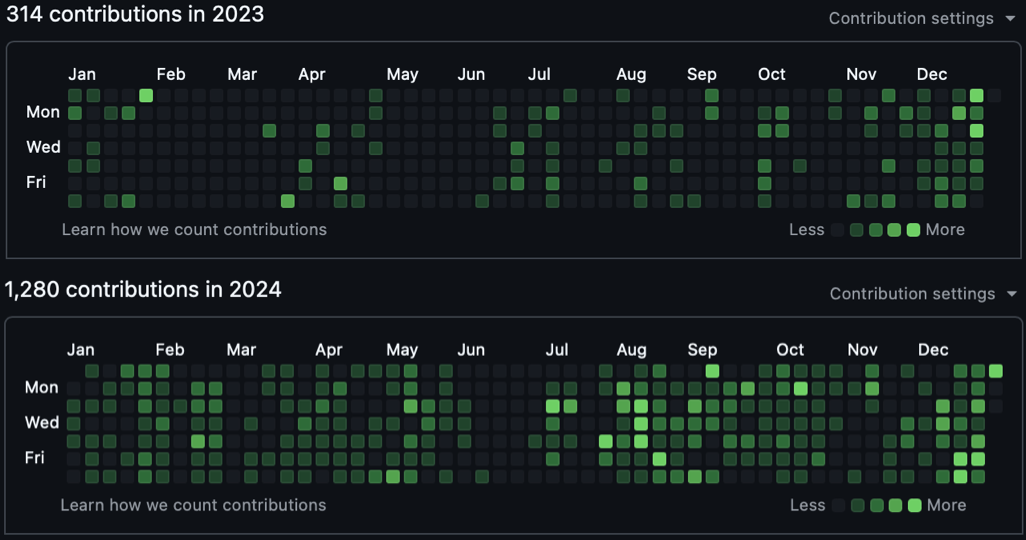 314 contributions in 2023
Contribution settings
Jan Feb Mar Apr May Jun Jul Aug Sep Oct Nov Dec
Mon
Wed
Fri
Learn how we count contributions Less More
1,280 contributions in 2024
Contribution settings
Jan Feb Mar Apr May Jun Jul Aug Sep Oct Nov Dec
Mon
Wed
Fri
Learn how we count contributions Less More